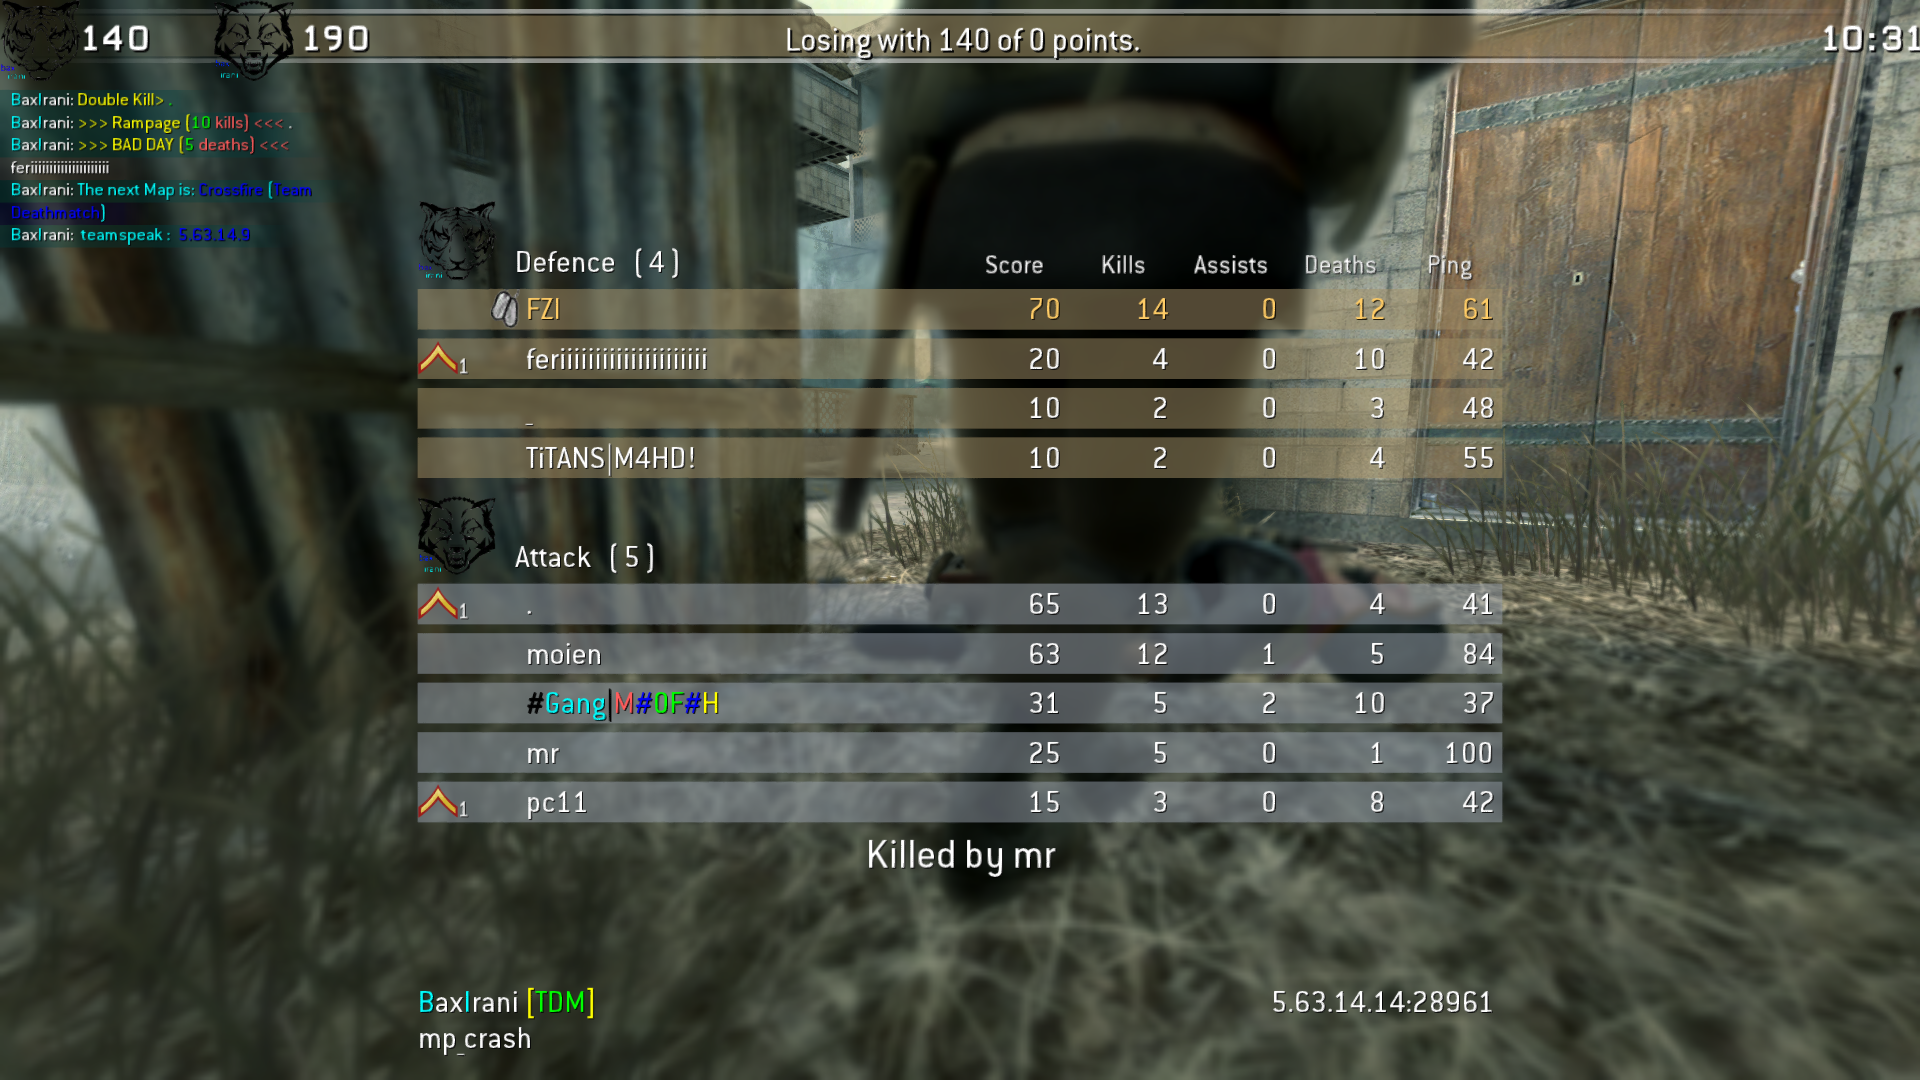 140 190 Losing with 140 of 0 points. 10:31
BaxIrani: Double Kill> .
BaxIrani: >>> Rampage (10 kills) <<< .
BaxIrani: >>> BAD DAY (5 deaths) <<<
feriiiiiiiiiiiiiiiiiiiii
BaxIrani: The next Map is: Crossfire (Team
Deathmatch)
BaxIrani: teamspeak : 5.63.14.9
Defence ( 4 ) Score Kills Assists Deaths Ping
FZI 70 14 0 12 61
1 feriiiiiiiiiiiiiiiiiiiii 20 4 0 10 42
_ 10 2 0 3 48
TiTANS|M4HD! 10 2 0 4 55
Attack ( 5 )
1 . 65 13 0 4 41
moien 63 12 1 5 84
#Gang|M#OF#H 31 5 2 10 37
mr 25 5 0 1 100
1 pc11 15 3 0 8 42
Killed by mr
BaxIrani [TDM] 5.63.14.14:28961
mp_crash